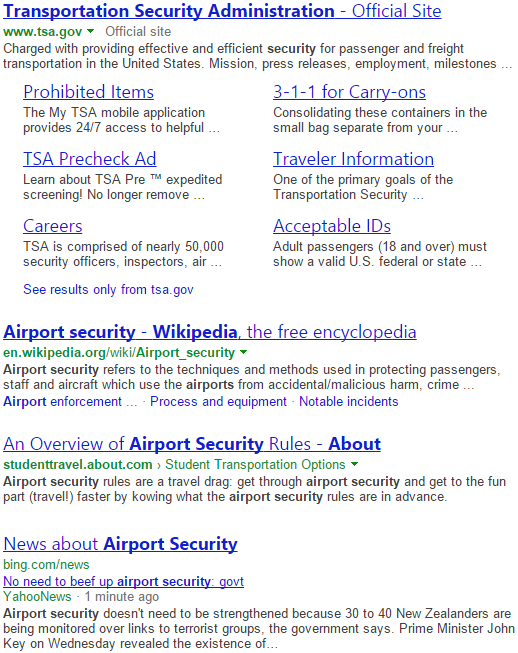 Transportation Security Administration - Official Site
www.tsa.gov Official site
Charged with providing effective and efficient security for passenger and freight
transportation in the United States. Mission, press releases, employment, milestones ...
Prohibited Items
The My TSA mobile application
provides 24/7 access to helpful ...
3-1-1 for Carry-ons
Consolidating these containers in the
small bag separate from your ...
TSA Precheck Ad
Learn about TSA Pre ™ expedited
screening! No longer remove ...
Traveler Information
One of the primary goals of the
Transportation Security ...
Careers
TSA is comprised of nearly 50,000
security officers, inspectors, air ...
Acceptable IDs
Adult passengers (18 and over) must
show a valid U.S. federal or state ...
See results only from tsa.gov
Airport security - Wikipedia, the free encyclopedia
en.wikipedia.org/wiki/Airport_security
Airport security refers to the techniques and methods used in protecting passengers,
staff and aircraft which use the airports from accidental/malicious harm, crime ...
Airport enforcement ... · Process and equipment · Notable incidents
An Overview of Airport Security Rules - About
studenttravel.about.com › Student Transportation Options
Airport security rules are a travel drag: get through airport security and get to the fun
part (travel!) faster by kowing what the airport security rules are in advance.
News about Airport Security
bing.com/news
No need to beef up airport security: govt
YahooNews · 1 minute ago
Airport security doesn't need to be strengthened because 30 to 40 New Zealanders are
being monitored over links to terrorist groups, the government says. Prime Minister John
Key on Wednesday revealed the existence of...